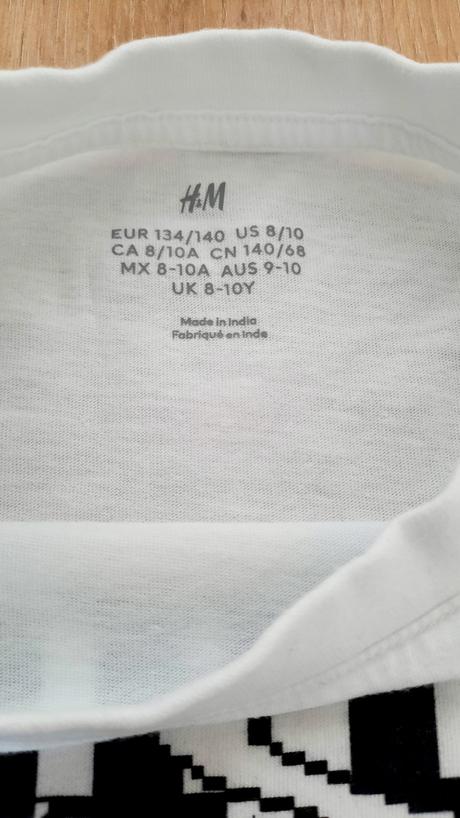 H&M
EUR 134/140 US 8/10
CA 8/10A CN 140/68
MX 8-10A AUS 9-10
UK 8-10Y
Made in India
Fabriqué en Inde